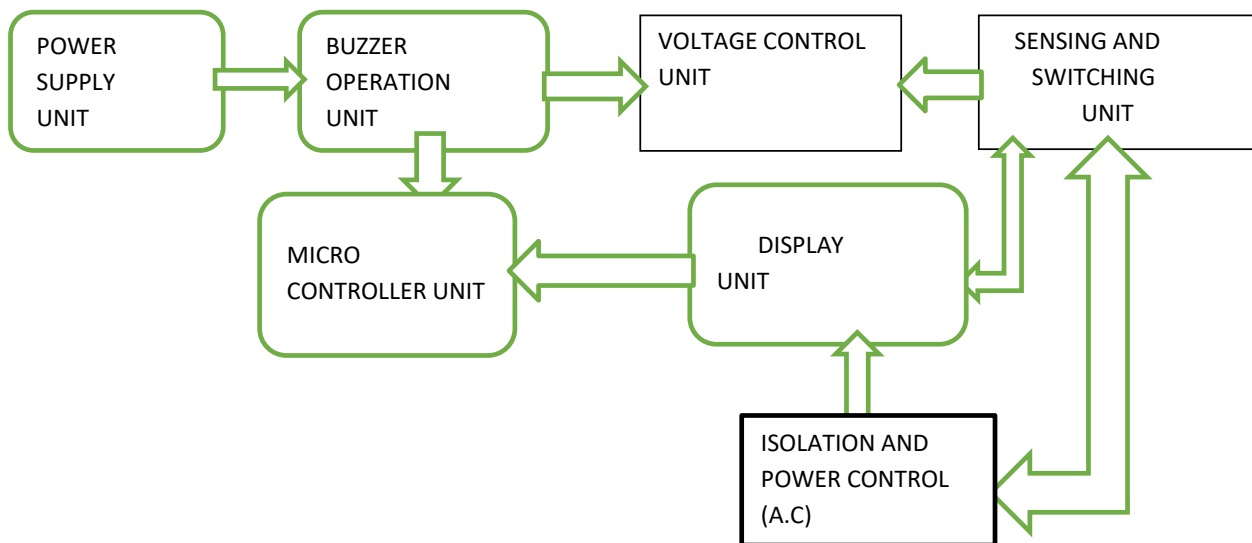 POWER
SUPPLY
UNIT
BUZZER
OPERATION
UNIT
VOLTAGE CONTROL
UNIT
SENSING AND
SWITCHING
UNIT
MICRO
CONTROLLER UNIT
DISPLAY
UNIT
ISOLATION AND
POWER CONTROL
(A.C)